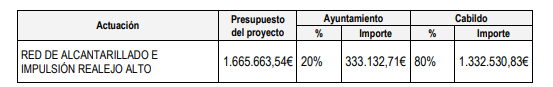 Actuación Presupuesto del proyecto Ayuntamiento Cabildo
% Importe % Importe
RED DE ALCANTARILLADO E
IMPULSIÓN REALEJO ALTO 1.665.663,54€ 20% 333.132,71€ 80% 1.332.530,83€